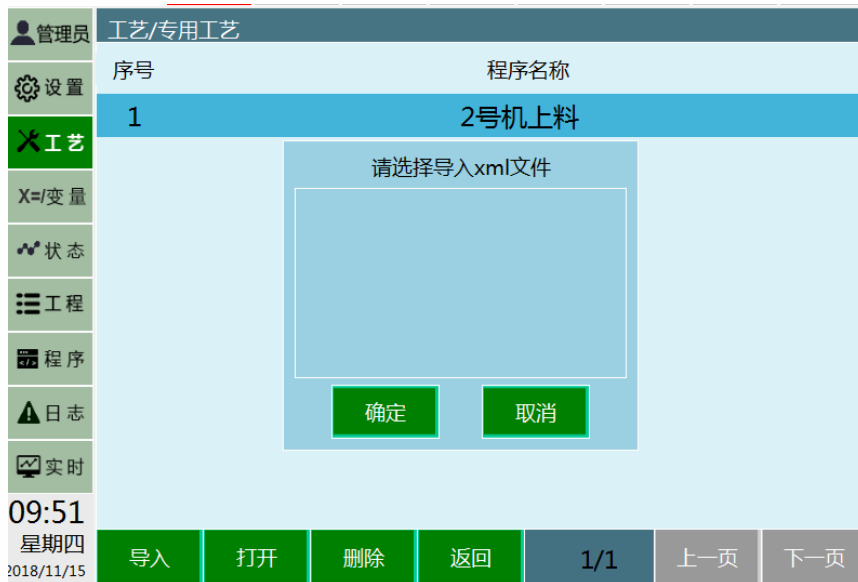 管理员
设置
工艺
X=/变量
状态
工程
程序
日志
实时
09:51
星期四
2018/11/15
工艺/专用工艺
序号 程序名称
1 2号机上料
请选择导入xml文件
确定 取消
导入 打开 删除 返回 1/1 上一页 下一页